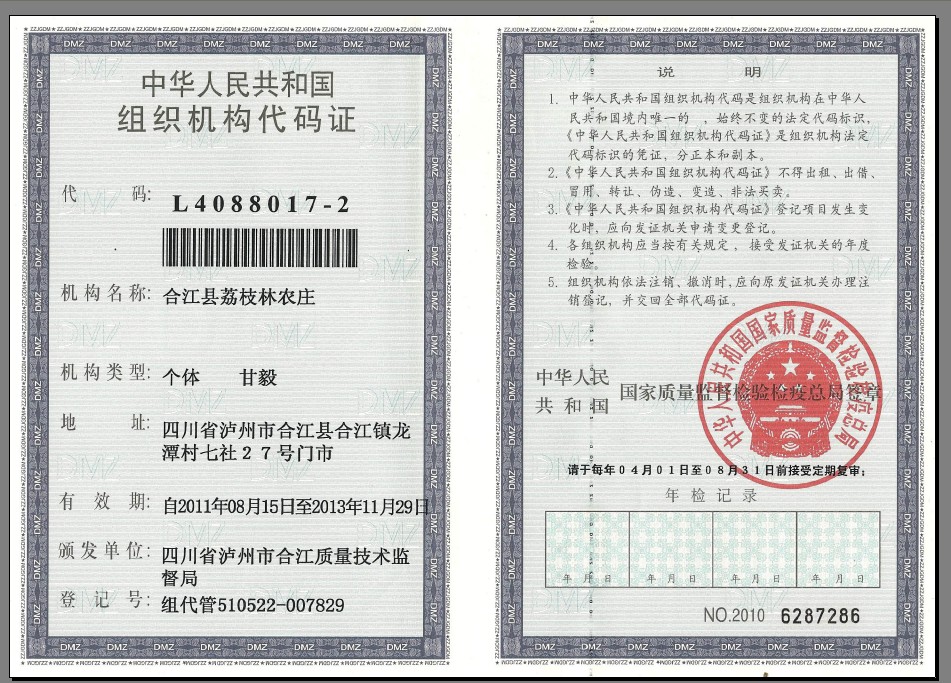 中华人民共和国
组织机构代码证
代 码: L4088017-2
机构名称: 合江县荔枝林农庄
机构类型: 个体 甘毅
地 址: 四川省泸州市合江县合江镇龙
潭村七社27号门市
有 效 期: 自2011年08月15日至2013年11月29日
颁发单位: 四川省泸州市合江质量技术监
督局
登 记 号: 组代管510522-007829
说 明
1. 中华人民共和国组织机构代码是组织机构在中华人
民共和国境内唯一的 ，始终不变的法定代码标识，
《中华人民共和国组织机构代码证》是组织机构法定
代码标识的凭证，分正本和副本。
2.《中华人民共和国组织机构代码证》不得出租、出借、
冒用、转让、伪造、变造、非法买卖。
3.《中华人民共和国组织机构代码证》登记项目发生变
化时，应向发证机关申请变更登记。
4. 各组织机构应当按有关规定，接受发证机关的年度
检验。
5. 组织机构依法注销、撤消时，应向原发证机关办理注
销登记，并交回全部代码证。
中华人民共和国国家质量监督检验检疫总局
中华人民
共和国
国家质量监督检验检疫总局签章
请于每年04月01日至08月31日前接受定期复审;
年检记录
年 月 日 年 月 日 年 月 日 年 月 日
NO.2010 6287286